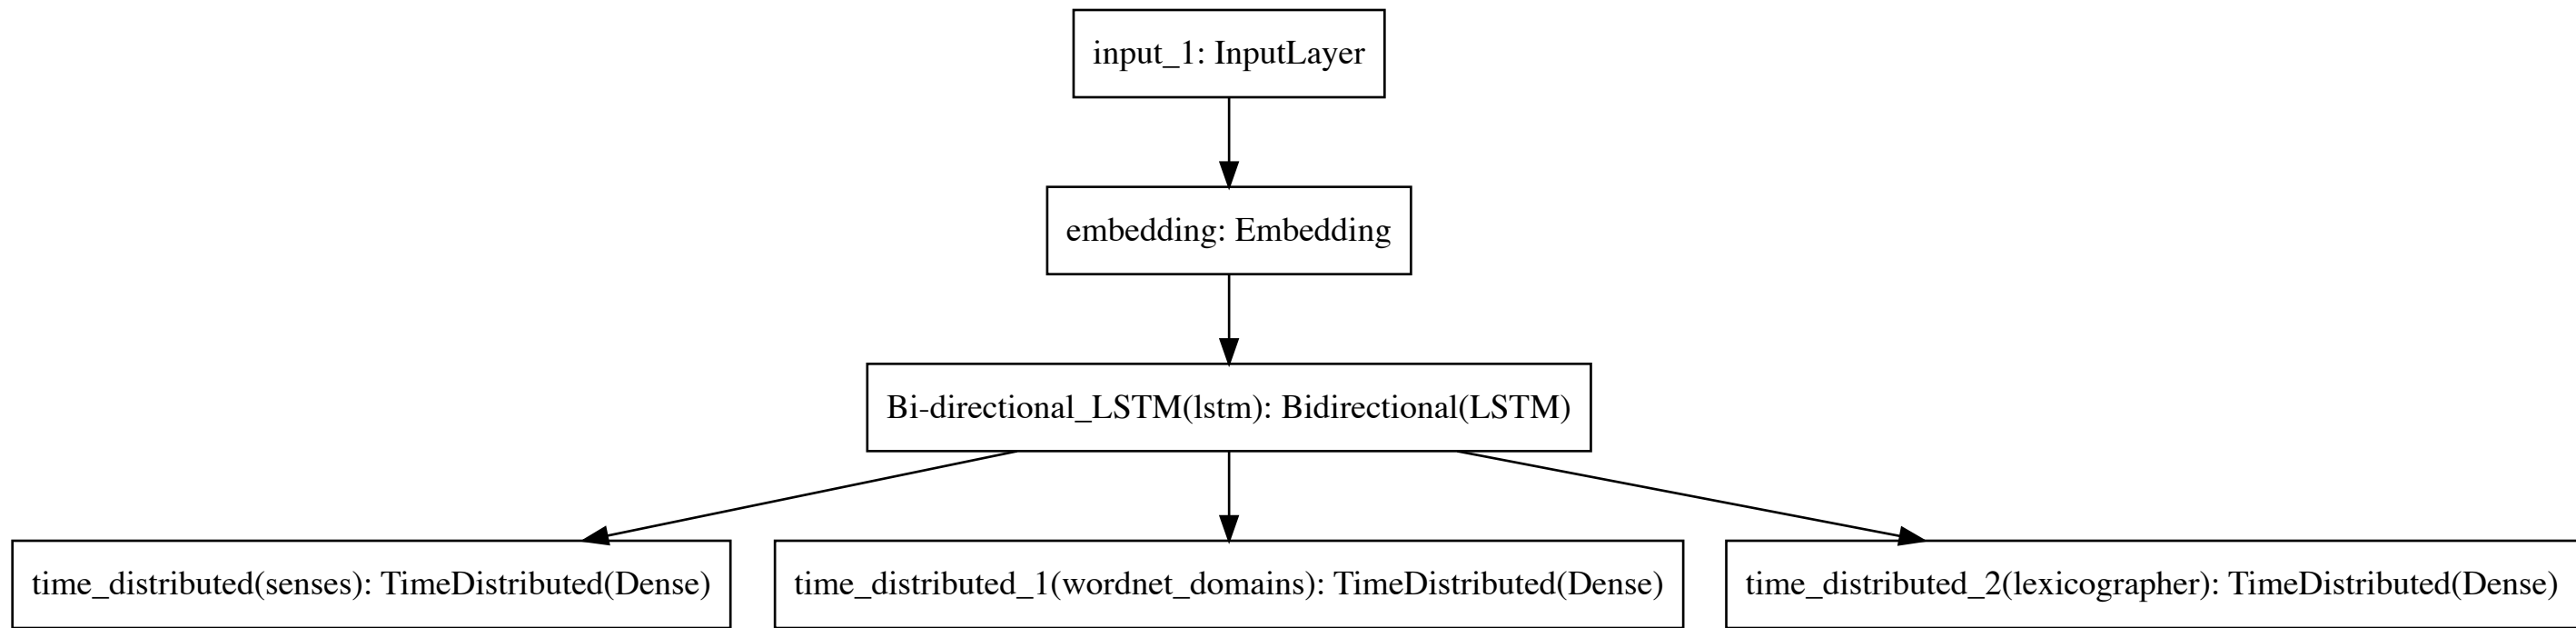 input_1: InputLayer
embedding: Embedding
Bi-directional_LSTM(lstm): Bidirectional(LSTM)
time_distributed(senses): TimeDistributed(Dense)
time_distributed_1(wordnet_domains): TimeDistributed(Dense)
time_distributed_2(lexicographer): TimeDistributed(Dense)